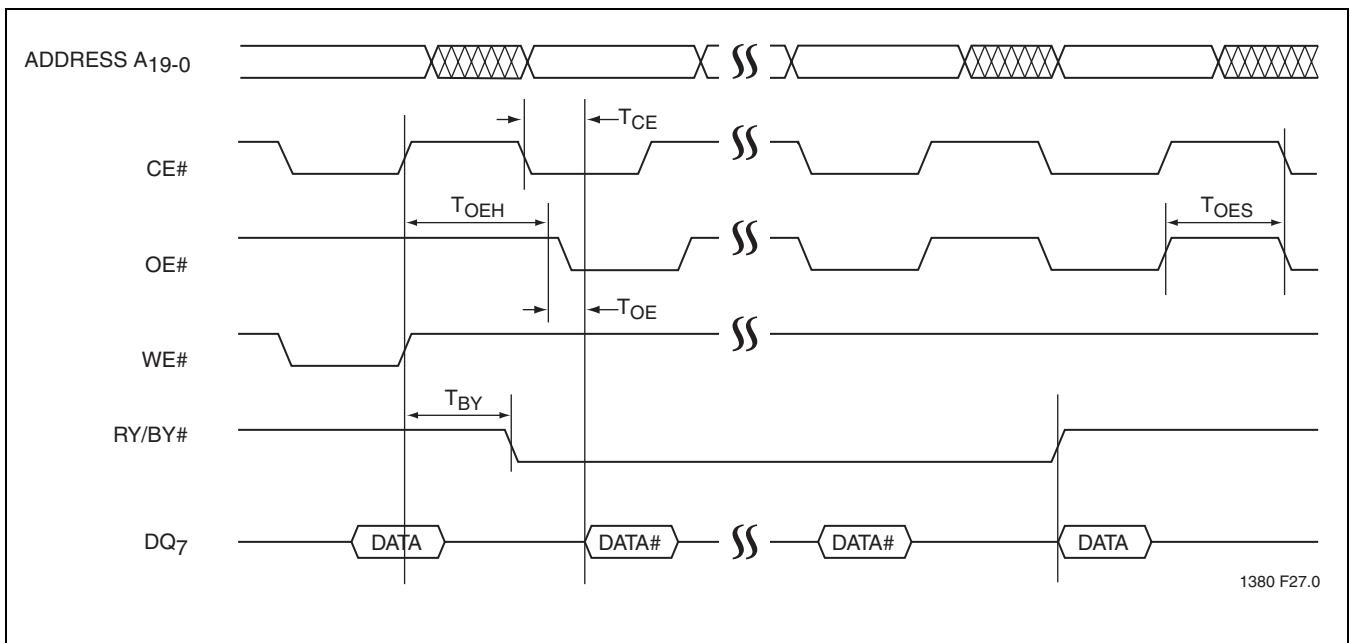 ADDRESS A19-0
TCE
CE#
TOEH
TOES
OE#
TOE
WE#
TBY
RY/BY#
DQ7 DATA DATA# DATA# DATA
1380 F27.0